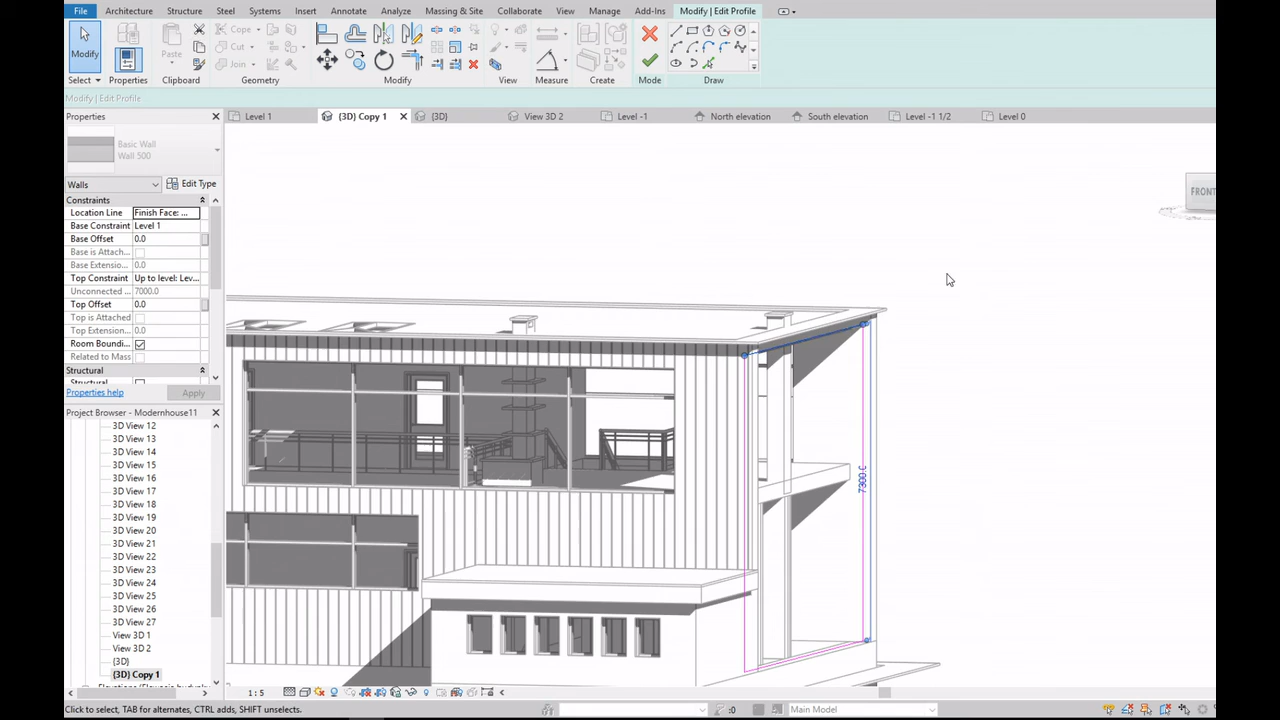 File Architecture Structure Steel Systems Insert Annotate Analyze Massing & Site Collaborate View Manage Add-Ins Modify | Edit Profile
Modify
Paste
Cope
Cut
Join
Select Properties Clipboard Geometry Modify View Measure Create Mode Draw
Modify | Edit Profile
Properties
Level 1 {3D} Copy 1 {3D} View 3D 2 Level -1 North elevation South elevation Level -1 1/2 Level 0
Basic Wall
Wall 500
FRONT
Walls Edit Type
Constraints
Location Line Finish Face: ...
Base Constraint Level 1
Base Offset 0.0
Base is Attach...
Base Extensio... 0.0
Top Constraint Up to level: Lev...
Unconnected ... 7000.0
Top Offset 0.0
Top is Attached
Top Extension... 0.0
Room Boundi...
Related to Mass
Structural
Structural
Properties help Apply
Project Browser - Modernhouse11
3D View 12
3D View 13
3D View 14
3D View 15
3D View 16
3D View 17
3D View 18
3D View 19
3D View 20
3D View 21
3D View 22
3D View 23
3D View 24
3D View 25
3D View 26
3D View 27
View 3D 1
View 3D 2
{3D}
{3D} Copy 1
7300.0
1 : 5
Click to select, TAB for alternates, CTRL adds, SHIFT unselects. :0 Main Model